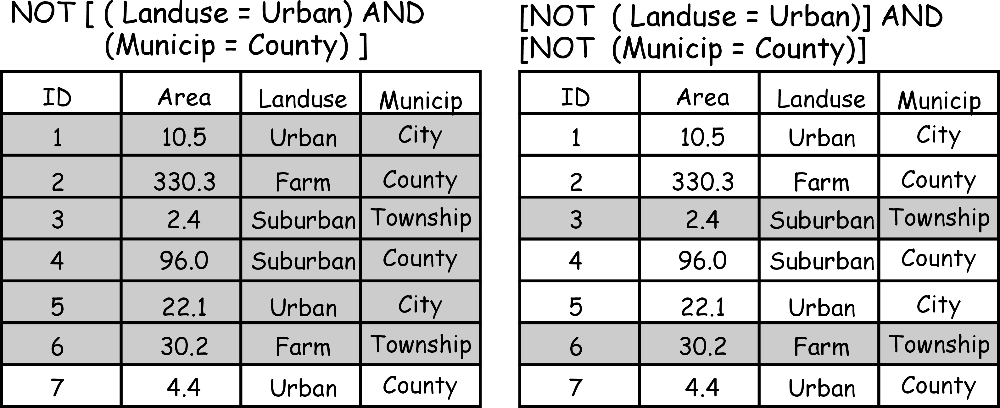 NOT [ ( Landuse = Urban) AND
(Municip = County) ]
ID Area Landuse Municip
1 10.5 Urban City
2 330.3 Farm County
3 2.4 Suburban Township
4 96.0 Suburban County
5 22.1 Urban City
6 30.2 Farm Township
7 4.4 Urban County
[NOT ( Landuse = Urban)] AND
[NOT (Municip = County)]
ID Area Landuse Municip
1 10.5 Urban City
2 330.3 Farm County
3 2.4 Suburban Township
4 96.0 Suburban County
5 22.1 Urban City
6 30.2 Farm Township
7 4.4 Urban County